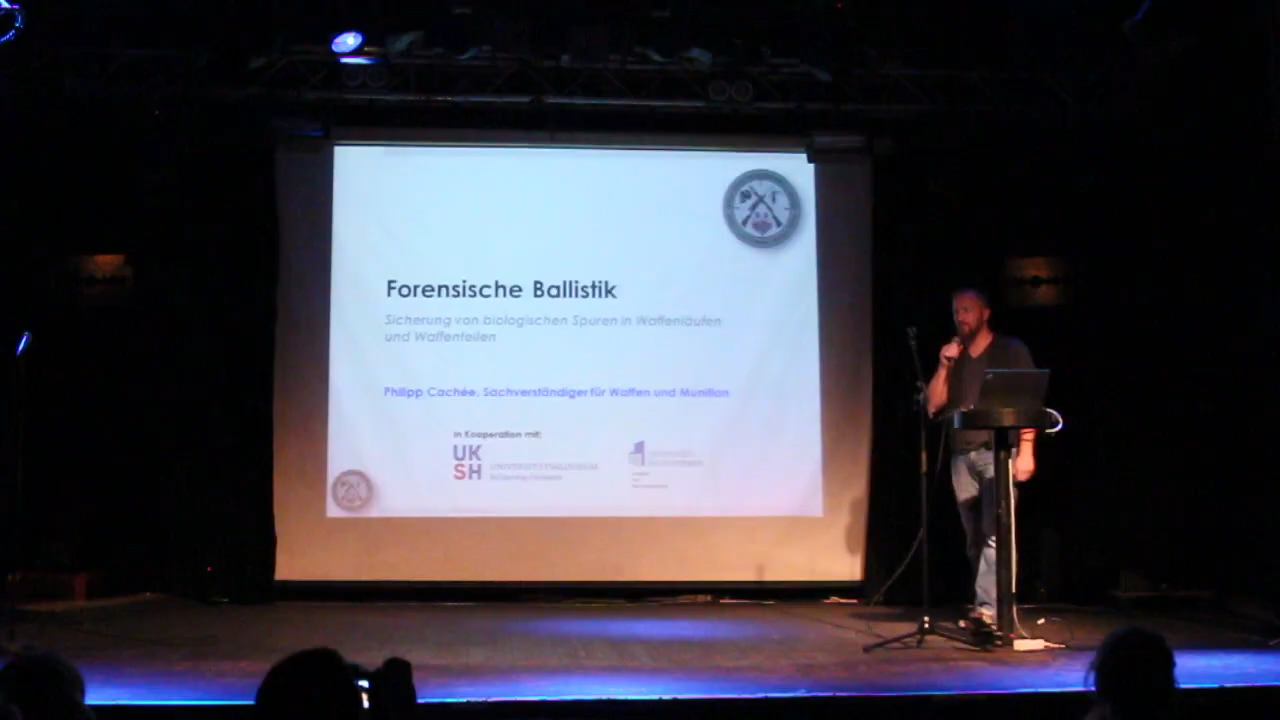 Forensische Ballistik
Sicherung von biologischen Spuren in Waffenläufen
und Waffenteilen
Philipp Cachée, Sachverständiger für Waffen und Munition
in Kooperation mit:
UK
SH
UNIVERSITÄTSKLINIKUM